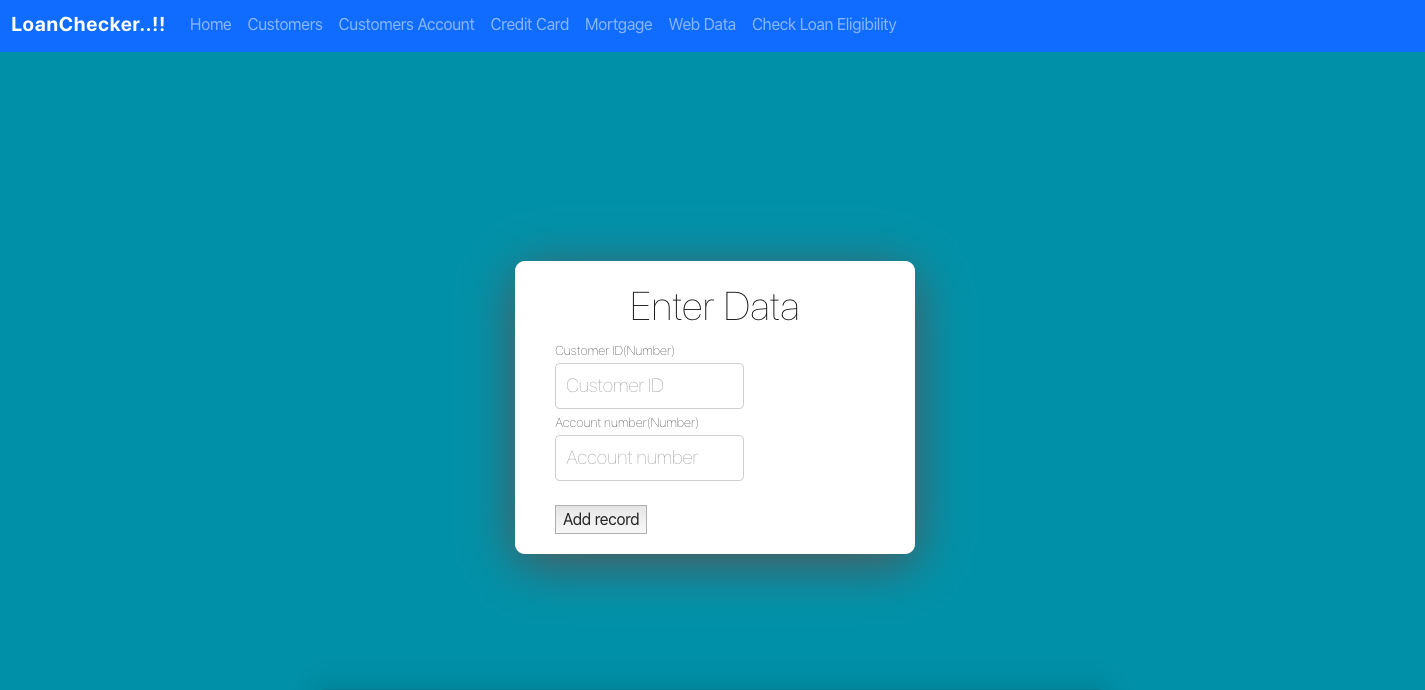 LoanChecker..!! Home Customers Customers Account Credit Card Mortgage Web Data Check Loan Eligibility
Enter Data
Customer ID(Number)
Customer ID
Account number(Number)
Account number
Add record